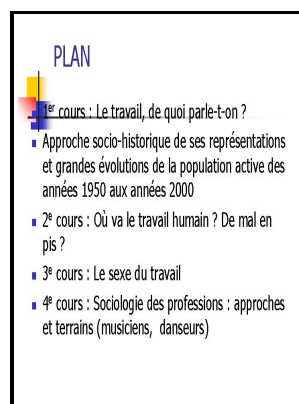 PLAN
1er cours : Le travail, de quoi parle-t-on ?
Approche socio-historique de ses représentations
et grandes évolutions de la population active des
années 1950 aux années 2000
2e cours : Où va le travail humain ? De mal en
pis ?
3e cours : Le sexe du travail
4e cours : Sociologie des professions : approches
et terrains (musiciens, danseurs)